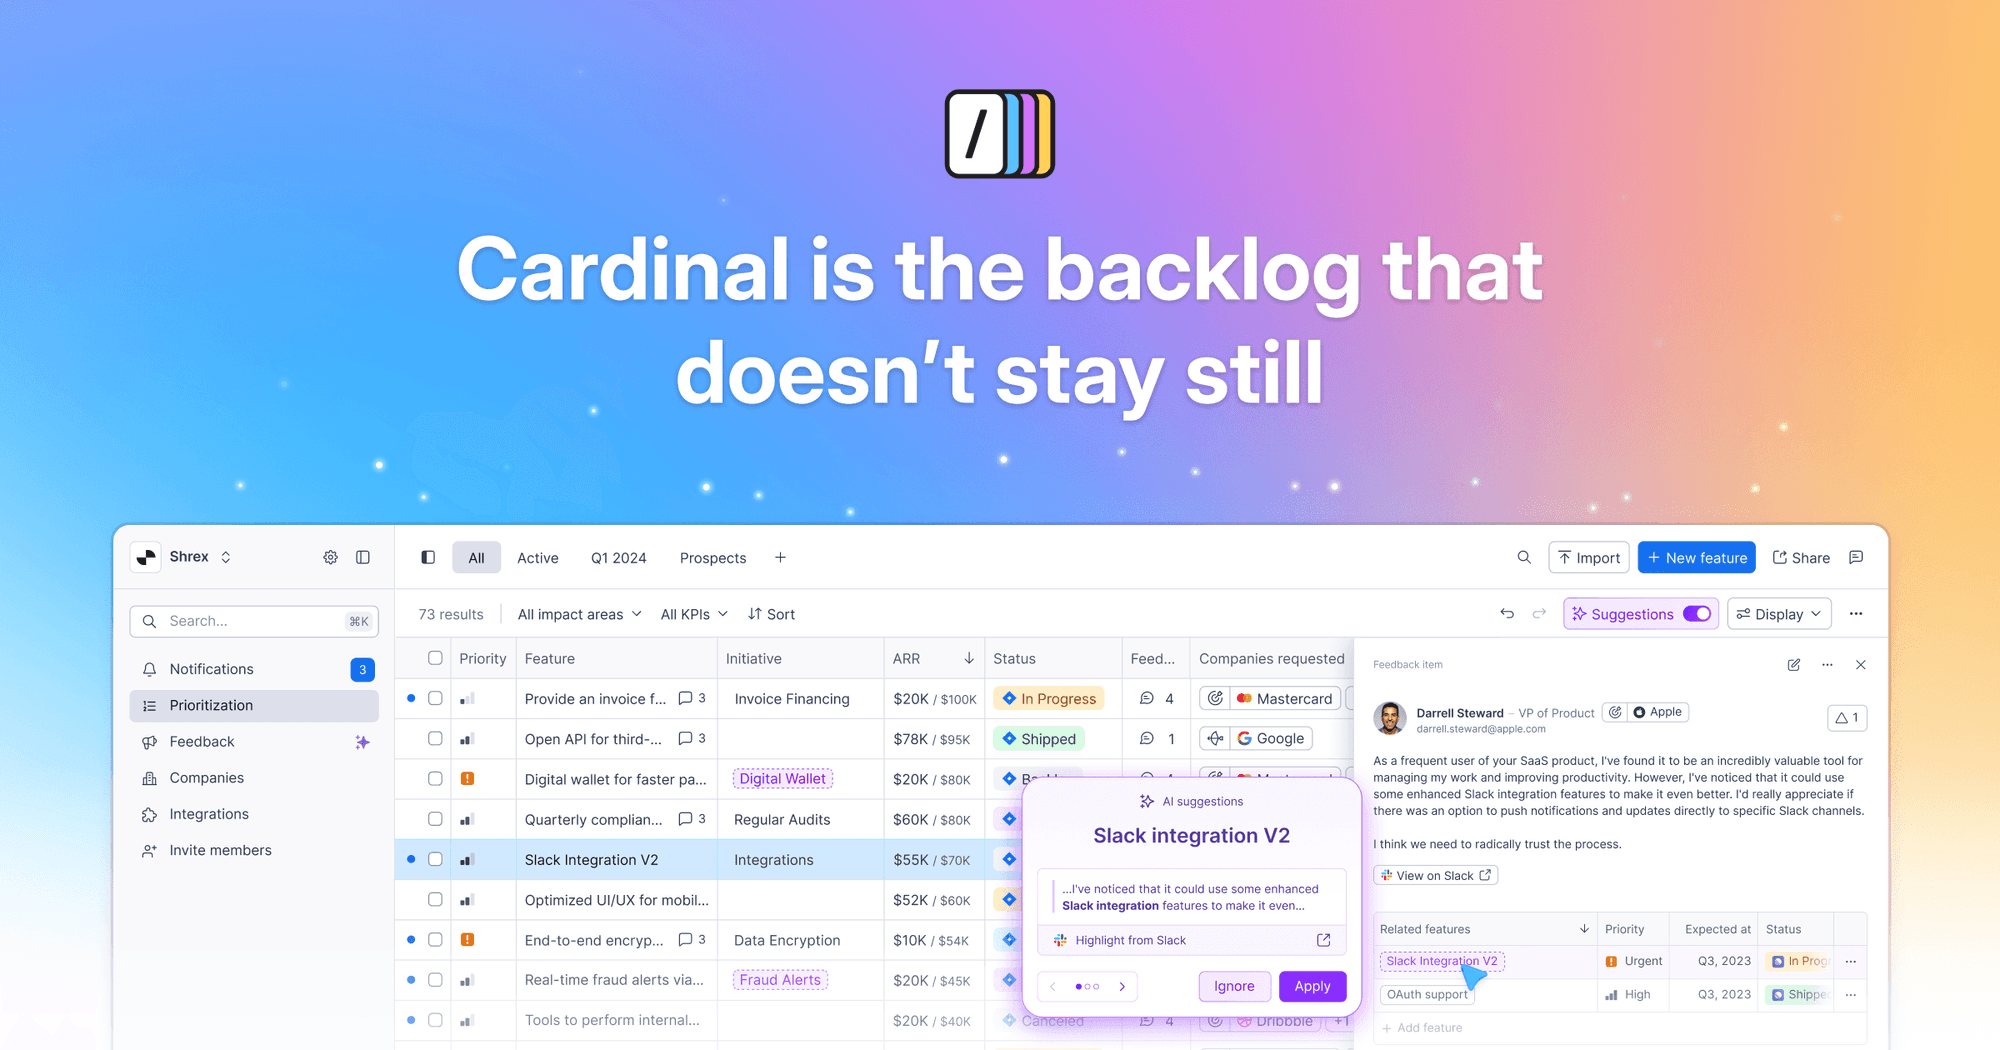 /
Cardinal is the backlog that
doesn't stay still
Shrex
Search...
⌘K
Notifications
3
Prioritization
Feedback
Companies
Integrations
Invite members
All Active Q1 2024 Prospects +
Import + New feature Share
73 results All impact areas All KPIs Sort
Suggestions Display ...
Priority Feature Initiative ARR Status Feed... Companies requested
Provide an invoice f... 3 Invoice Financing $20K / $100K In Progress 4 Mastercard
Open API for third-... 3 $78K / $95K Shipped 1 Google
Digital wallet for faster pa... Digital Wallet $20K / $80K
Quarterly complian... 3 Regular Audits $60K / $80K
Slack Integration V2 Integrations $55K / $70K
Optimized UI/UX for mobil... $52K / $60K
End-to-end encryp... 3 Data Encryption $10K / $54K
Real-time fraud alerts via... Fraud Alerts $20K / $45K
Tools to perform internal... $20K / $40K Canceled 4 Dribbble +1
AI suggestions
Slack integration V2
...I've noticed that it could use some enhanced
Slack integration features to make it even...
Highlight from Slack
Ignore Apply
Feedback item
Darrell Steward – VP of Product Apple
darrell.steward@apple.com
1
As a frequent user of your SaaS product, I've found it to be an incredibly valuable tool for
managing my work and improving productivity. However, I've noticed that it could use
some enhanced Slack integration features to make it even better. I'd really appreciate if
there was an option to push notifications and updates directly to specific Slack channels.
I think we need to radically trust the process.
View on Slack
Related features Priority Expected at Status
Slack Integration V2 Urgent Q3, 2023 In Prog
OAuth support High Q3, 2023 Shippe
+ Add feature